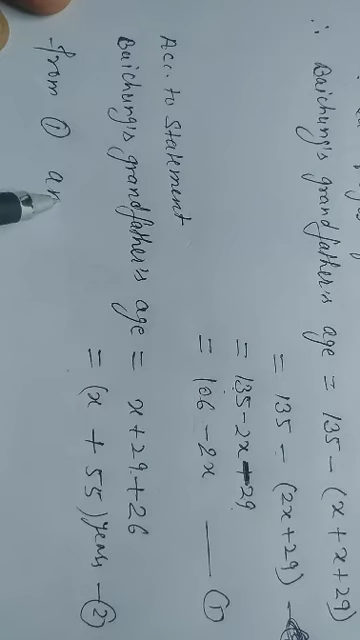 ∴ Baichung's grandfather's age = 135 - (x + x + 29)
= 135 - (2x + 29) -
= 135 - 2x - 29
= 106 - 2x —— ①
Acc. to Statement
Baichung's grandfather's age = x + 29 + 26
= (x + 55) years - ②
from ① an